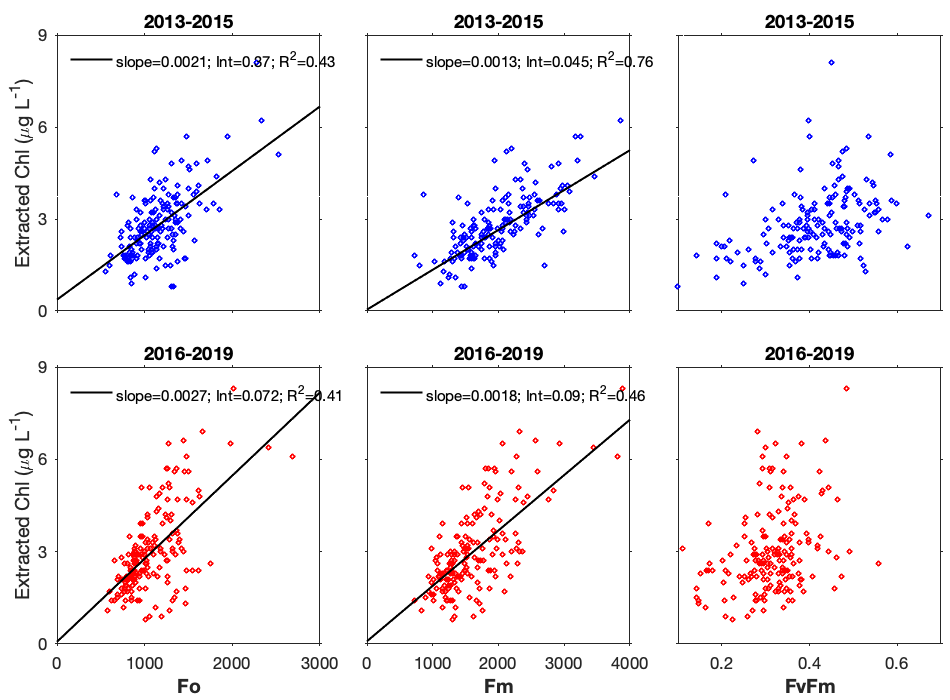 2013-2015
2013-2015
2013-2015
9
6
3
0
Extracted Chl (μg L⁻¹)
slope=0.0021; Int=0.87; R²=0.43
slope=0.0013; Int=0.045; R²=0.76
2016-2019
2016-2019
2016-2019
9
6
3
0
Extracted Chl (μg L⁻¹)
slope=0.0027; Int=0.072; R²=0.41
slope=0.0018; Int=0.09; R²=0.46
0 1000 2000 3000
0 1000 2000 3000 4000
0.2 0.4 0.6
Fo
Fm
FvFm